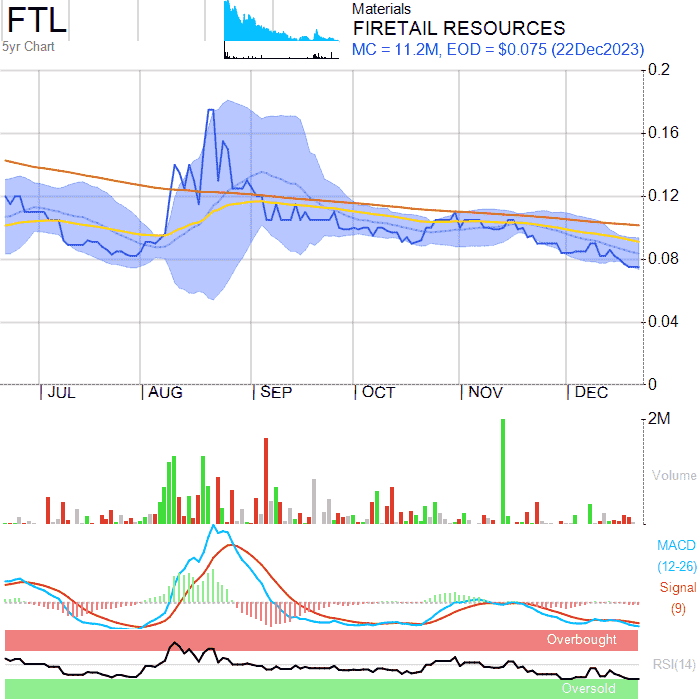 FTL
5yr Chart
Materials
FIRETAIL RESOURCES
MC = 11.2M, EOD = $0.075 (22Dec2023)
0.2
0.16
0.12
0.08
0.04
0
JUL AUG SEP OCT NOV DEC
2M
Volume
MACD
(12-26)
Signal
(9)
Overbought
RSI(14)
Oversold